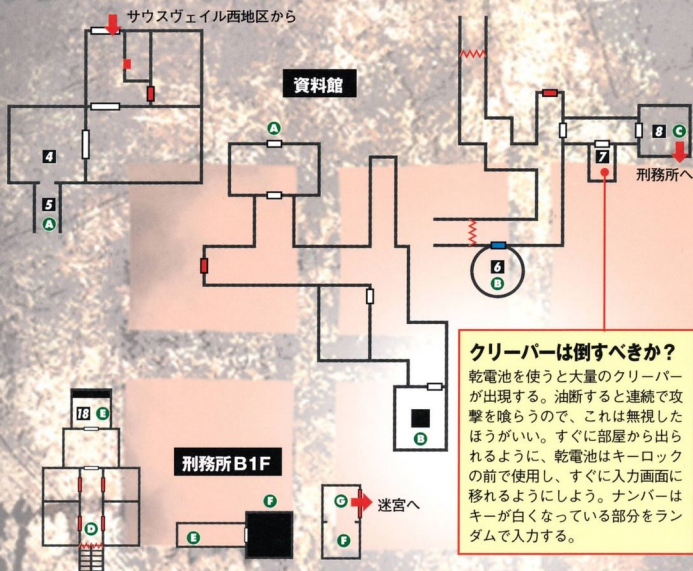 サウスヴェイル西地区から
資料館
A
8 C
4
7
刑務所へ
5
A
6
B
クリーパーは倒すべきか?
乾電池を使うと大量のクリーパー
が出現する。油断すると連続で攻
撃を喰らうので、これは無視した
ほうがいい。すぐに部屋から出ら
れるように、乾電池はキーロック
の前で使用し、すぐに入力画面に
移れるようにしよう。ナンバーは
キーが白くなっている部分をラン
ダムで入力する。
B
18 E
刑務所B1F
F
G
迷宮へ
D
E
F